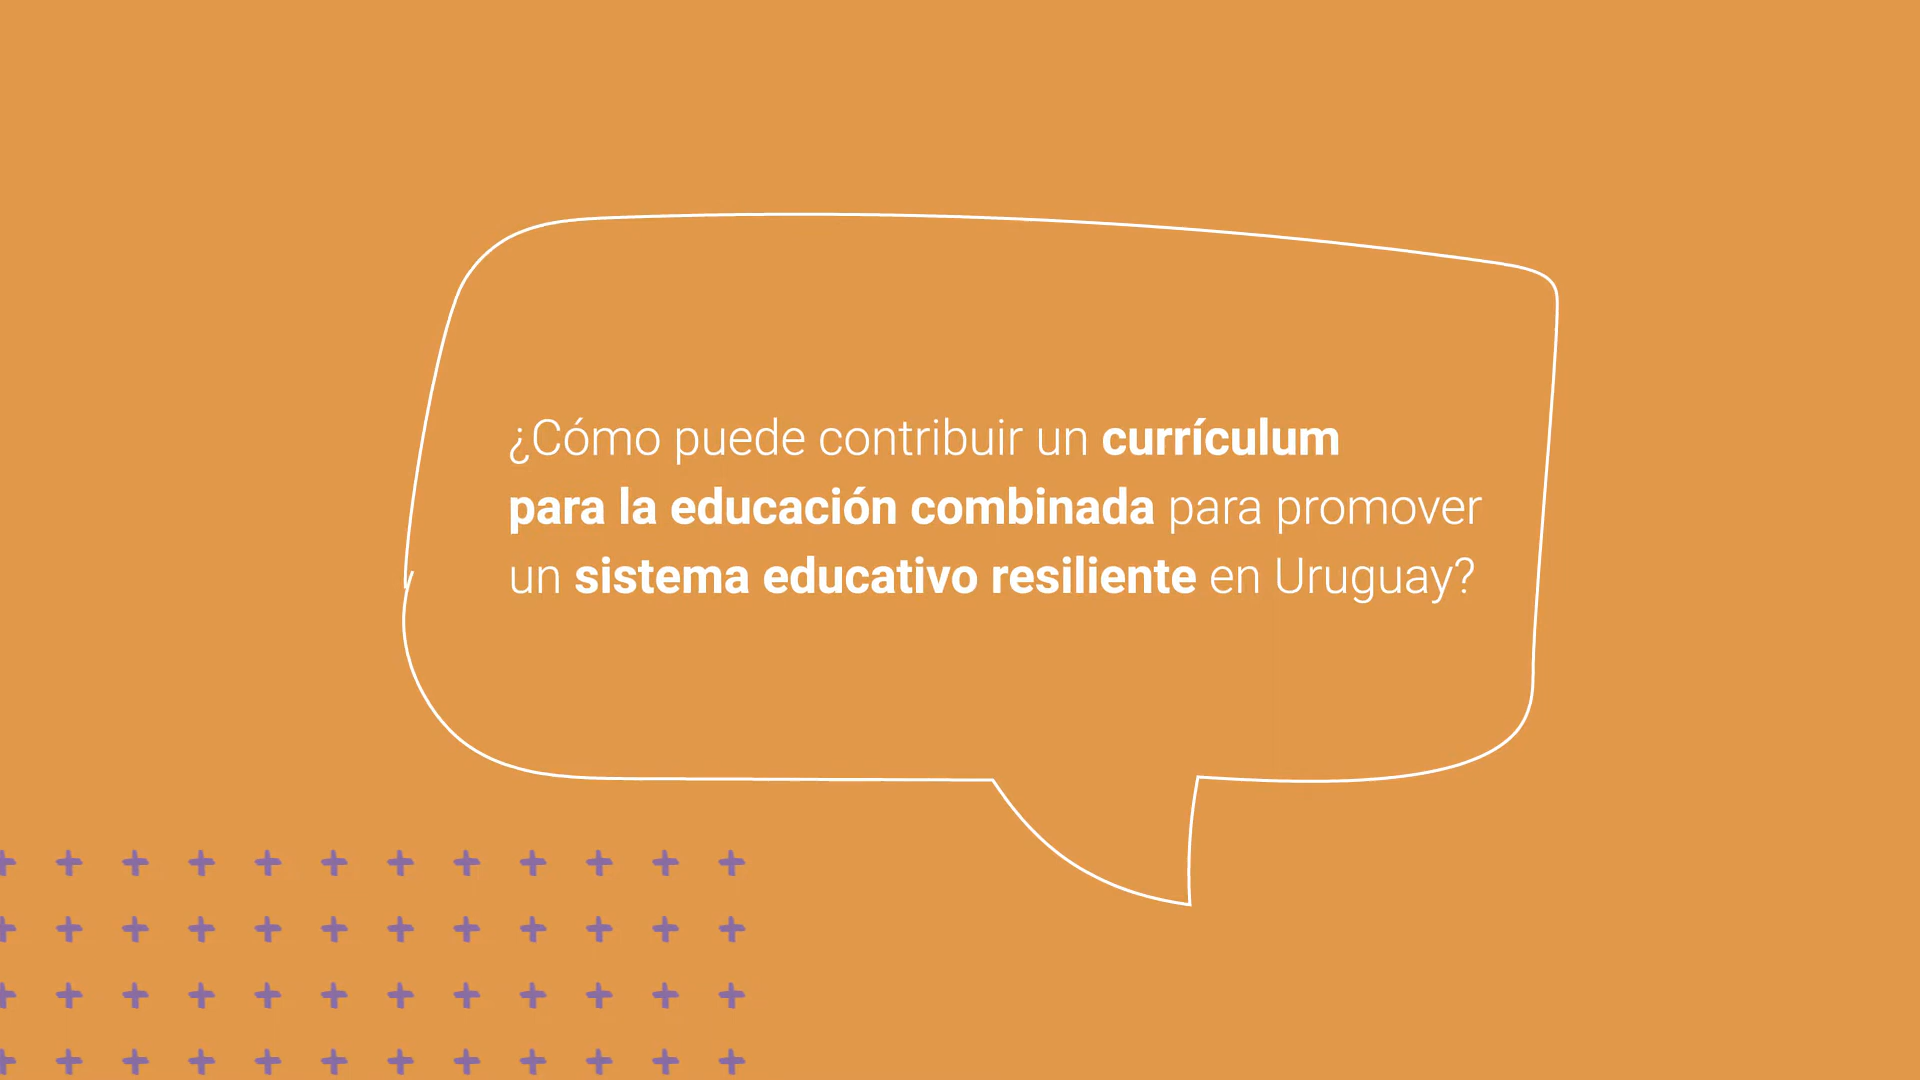 ¿Cómo puede contribuir un currículum
para la educación combinada para promover
un sistema educativo resiliente en Uruguay?